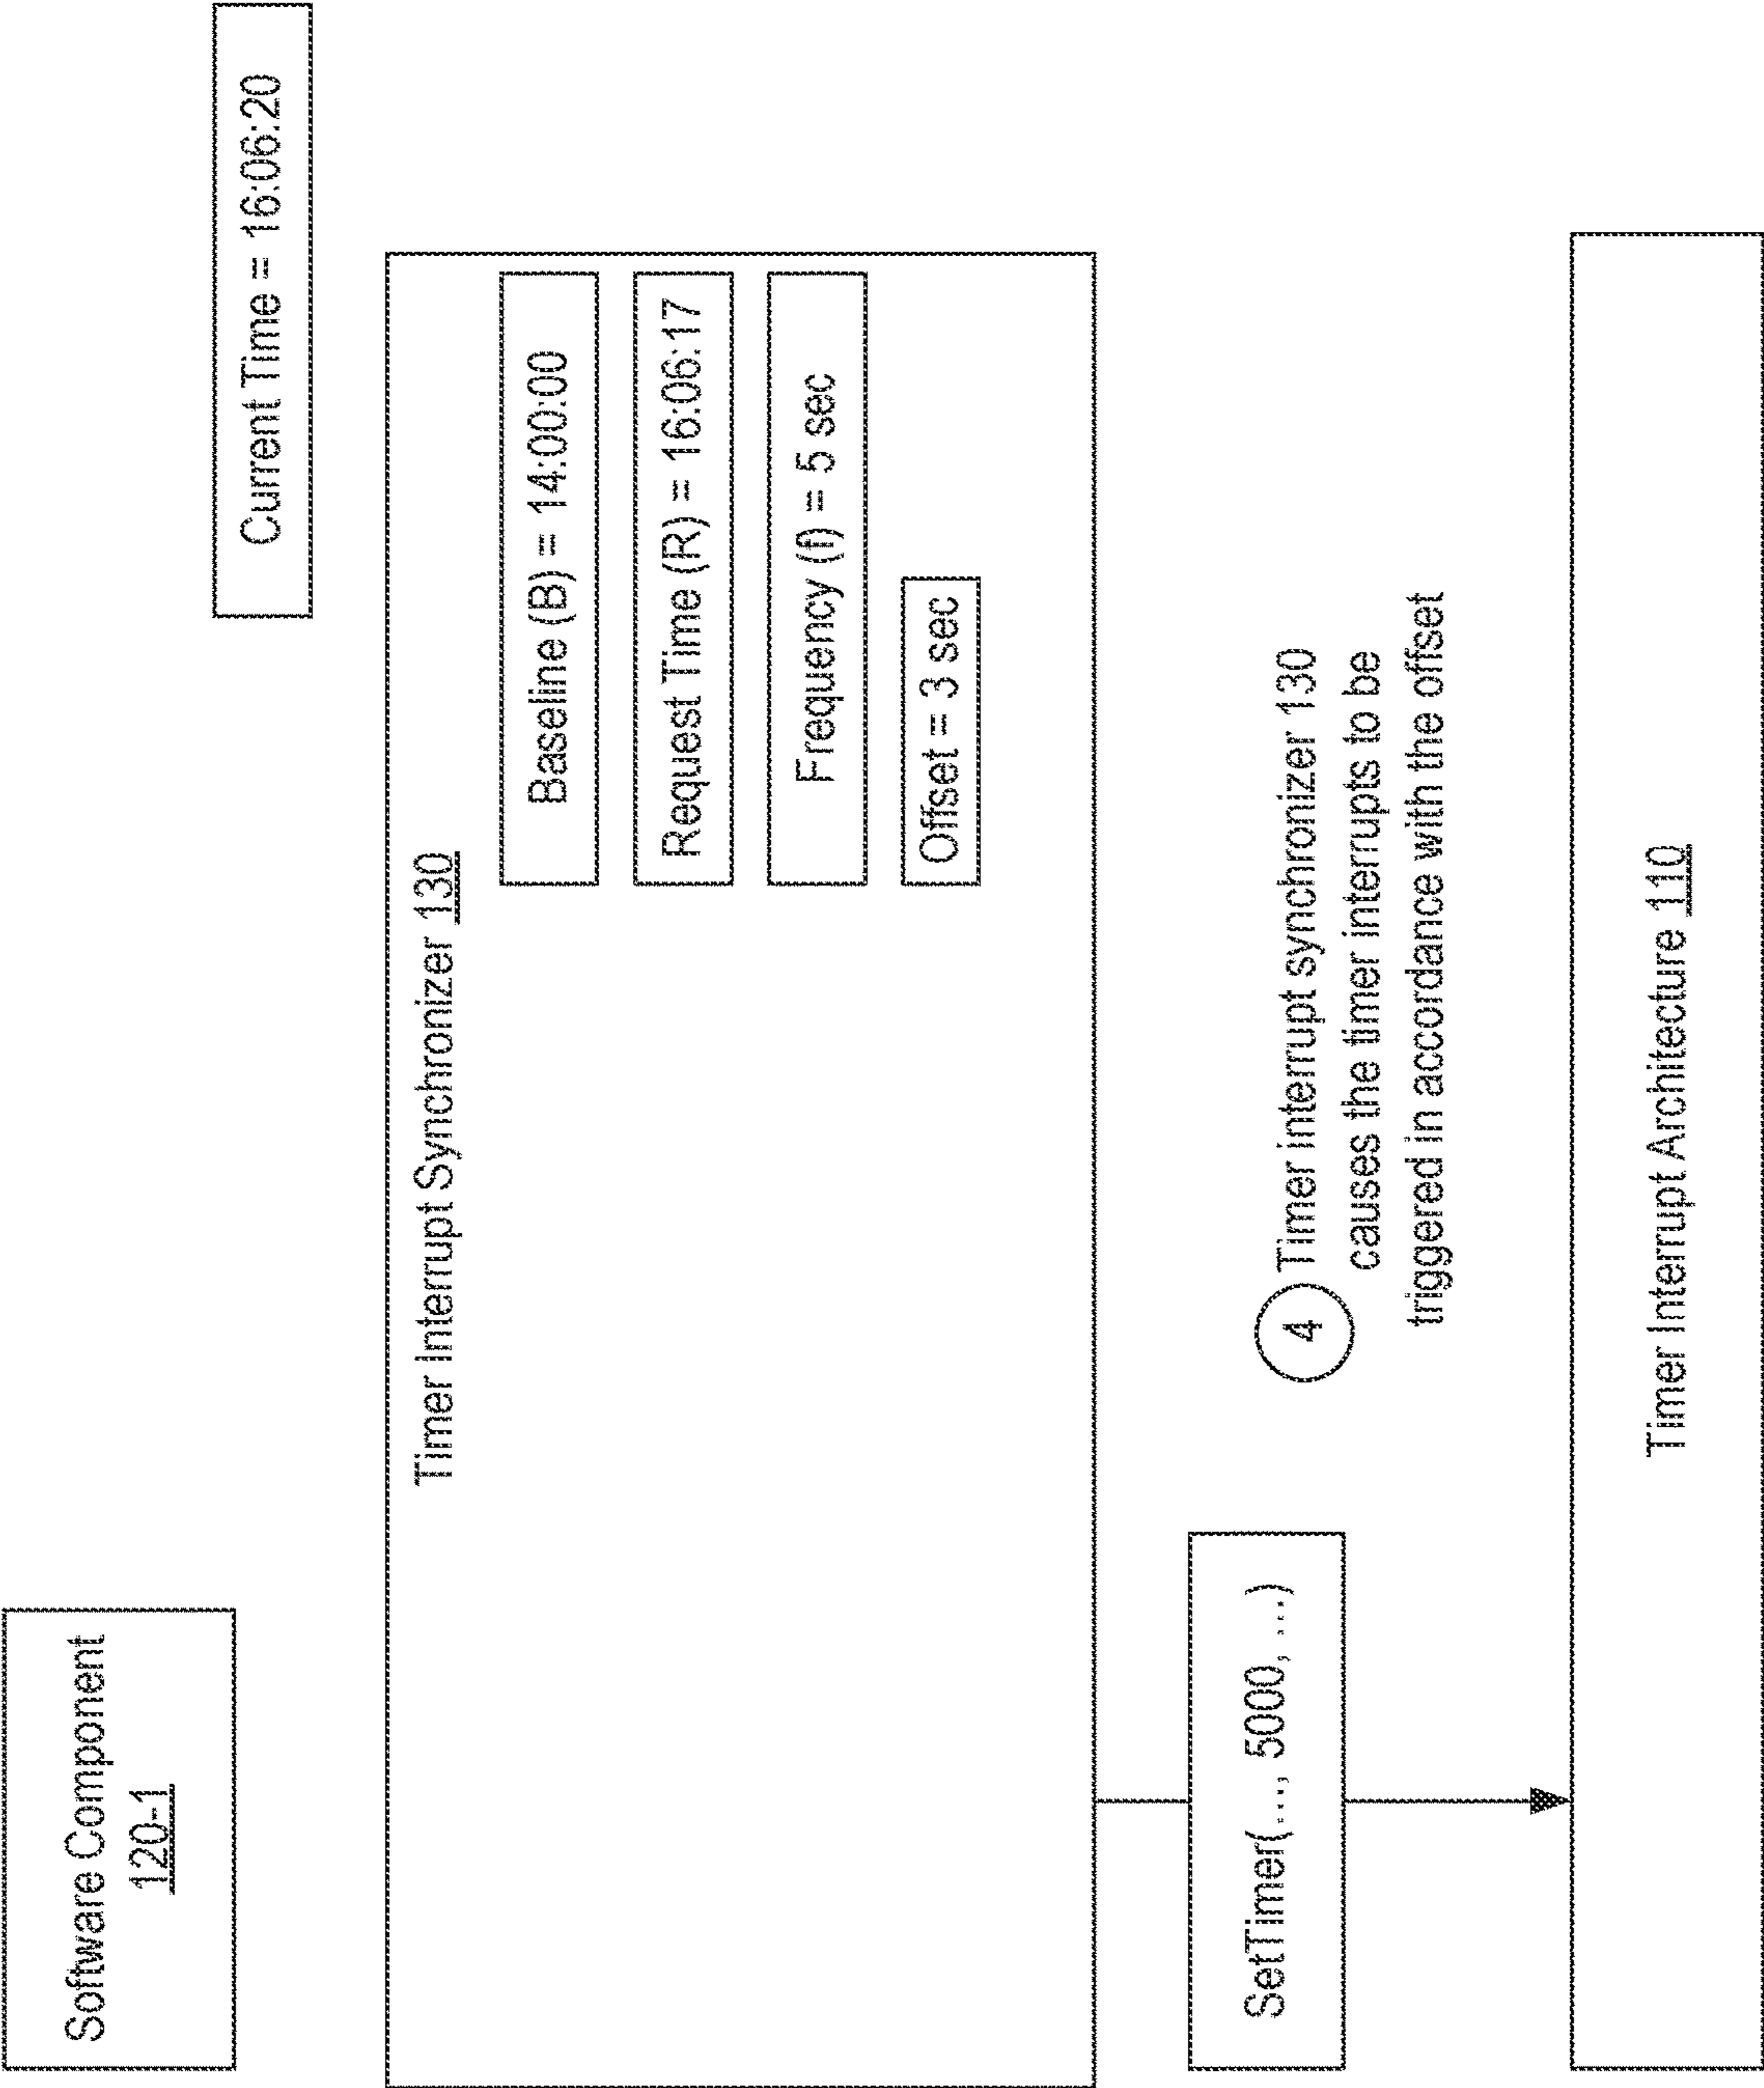 Software Component
120-1
Current Time = 16:06:20
Timer Interrupt Synchronizer 130
Baseline (B) = 14:00:00
Request Time (R) = 16:06:17
Frequency (f) = 5 sec
Offset = 3 sec
SetTimer(..., 5000, ...)
4 Timer interrupt synchronizer 130
causes the timer interrupts to be
triggered in accordance with the offset
Timer Interrupt Architecture 110